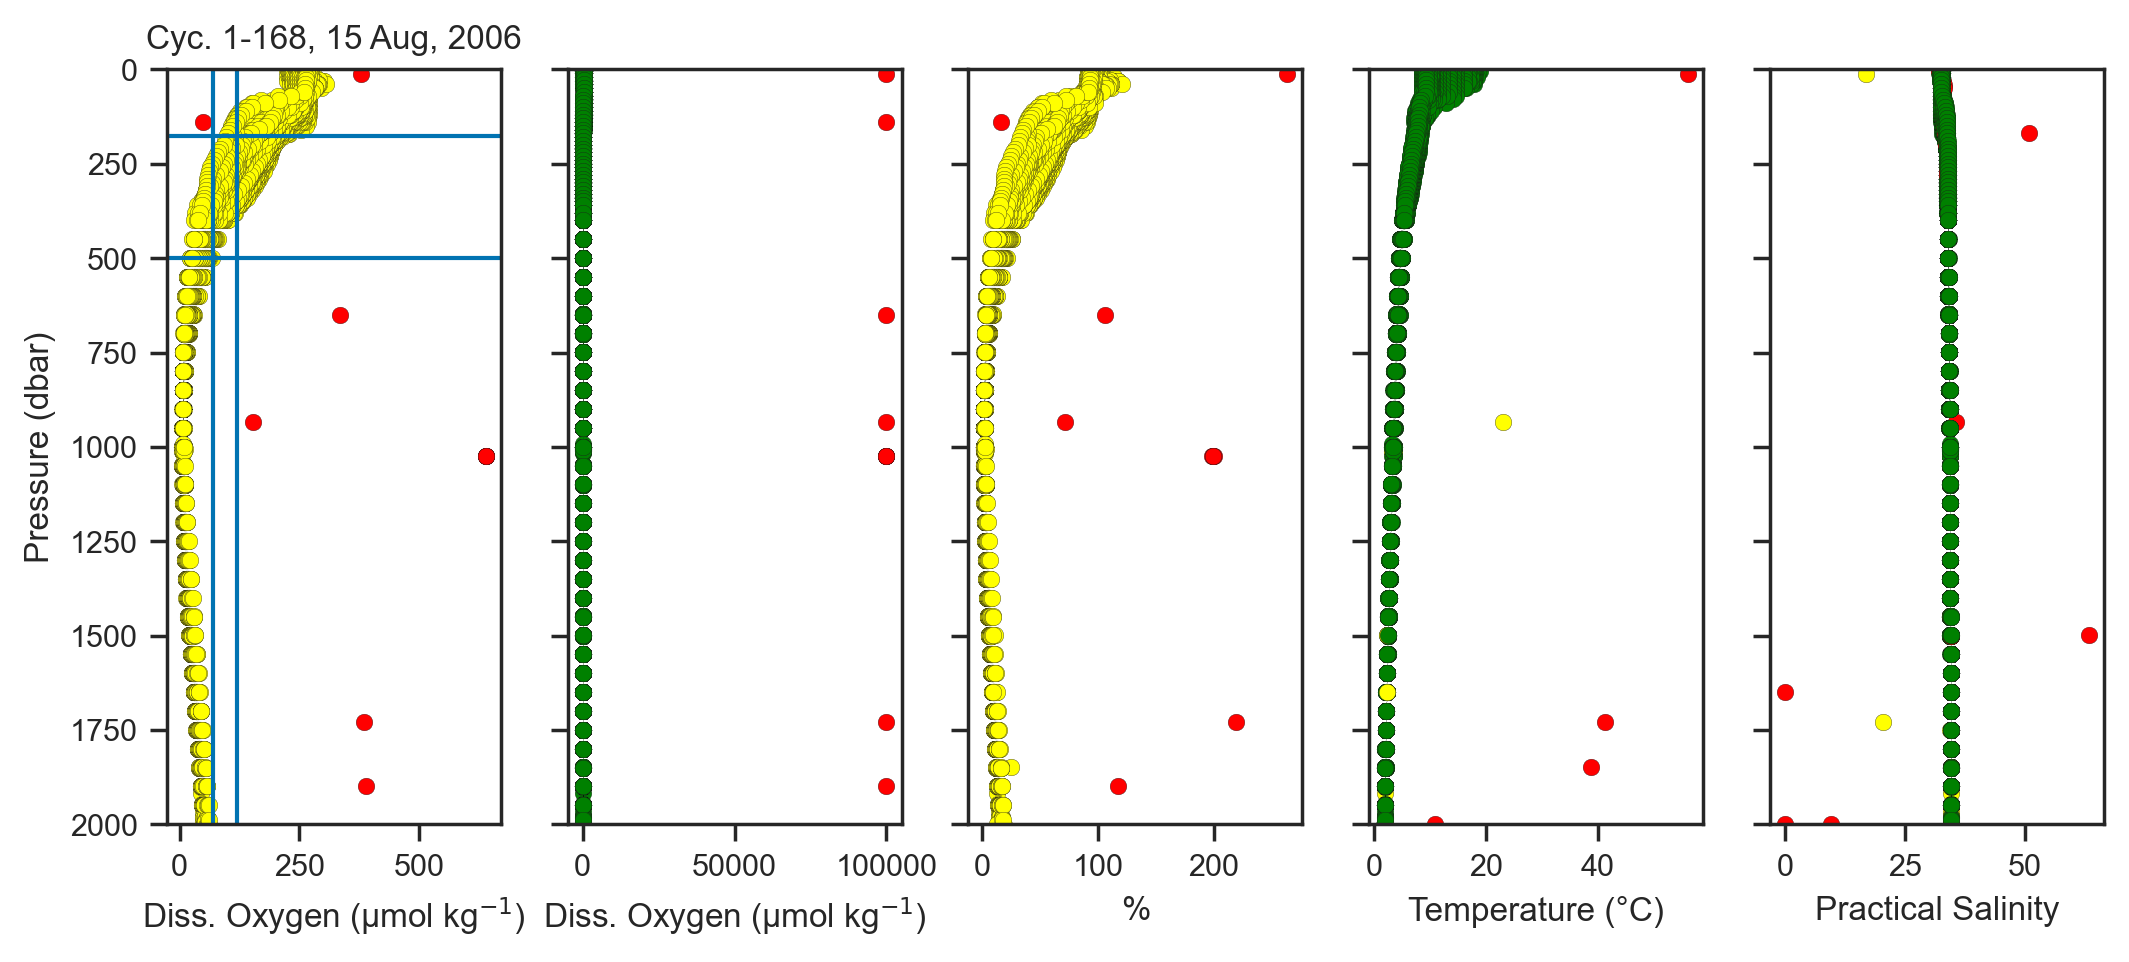 Cyc. 1-168, 15 Aug, 2006
Pressure (dbar)
0
250
500
750
1000
1250
1500
1750
2000
0 250 500
Diss. Oxygen (µmol kg⁻¹)
0 50000 100000
Diss. Oxygen (µmol kg⁻¹)
0 100 200
%
0 20 40
Temperature (°C)
0 25 50
Practical Salinity